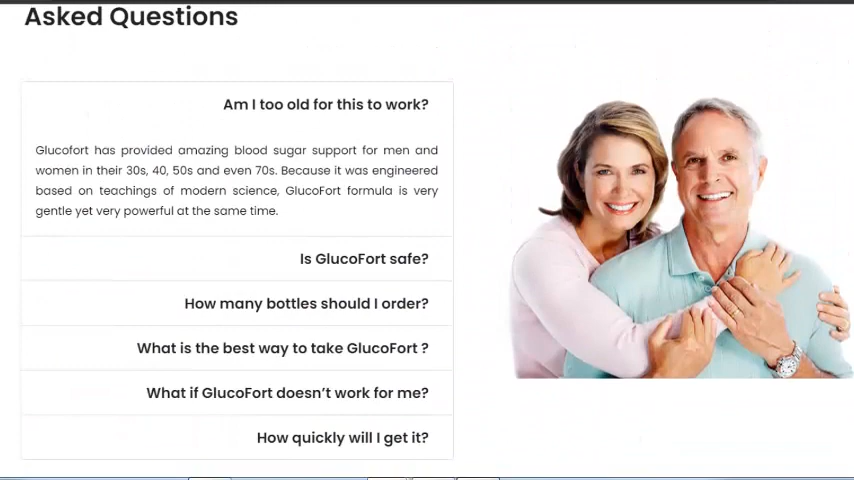 Asked Questions
Am I too old for this to work?
Glucofort has provided amazing blood sugar support for men and
women in their 30s, 40, 50s and even 70s. Because it was engineered
based on teachings of modern science, GlucoFort formula is very
gentle yet very powerful at the same time.
Is GlucoFort safe?
How many bottles should I order?
What is the best way to take GlucoFort ?
What if GlucoFort doesn’t work for me?
How quickly will I get it?